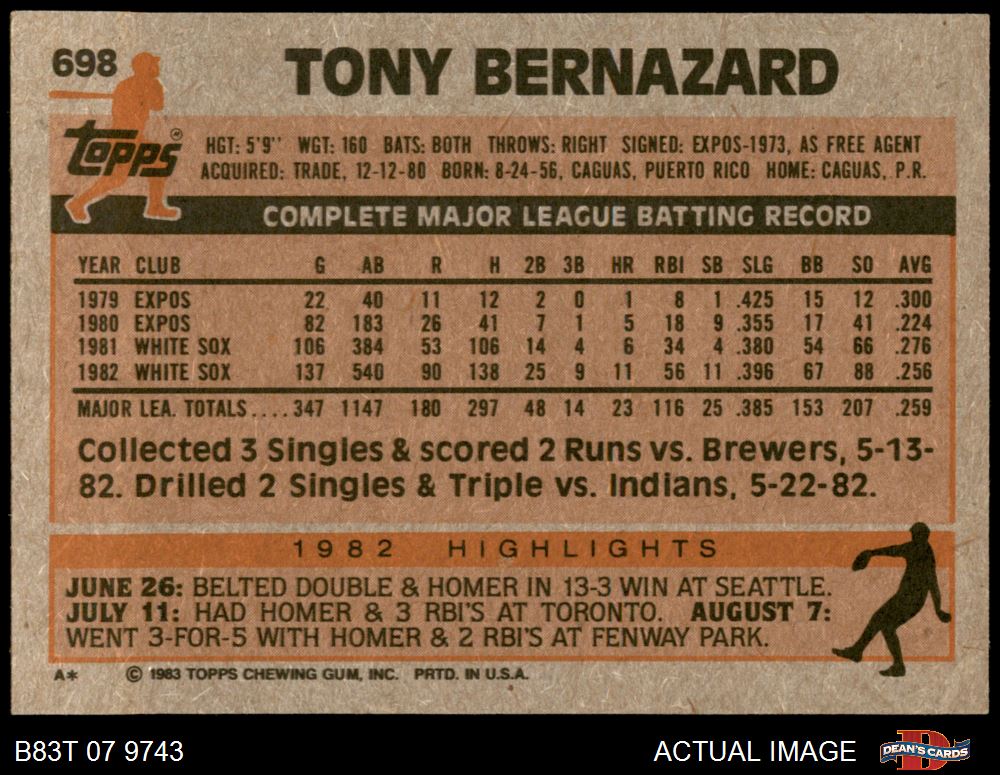 698 TONY BERNAZARD
topps HGT: 5'9" WGT: 160 BATS: BOTH THROWS: RIGHT SIGNED: EXPOS-1973, AS FREE AGENT
ACQUIRED: TRADE, 12-12-80 BORN: 8-24-56, CAGUAS, PUERTO RICO HOME: CAGUAS, P.R.
COMPLETE MAJOR LEAGUE BATTING RECORD
YEAR CLUB G AB R H 2B 3B HR RBI SB SLG BB SO AVG
1979 EXPOS 22 40 11 12 2 0 1 8 1 .425 15 12 .300
1980 EXPOS 82 183 26 41 7 1 5 18 9 .355 17 41 .224
1981 WHITE SOX 106 384 53 106 14 4 6 34 4 .380 54 66 .276
1982 WHITE SOX 137 540 90 138 25 9 11 56 11 .396 67 88 .256
MAJOR LEA. TOTALS....347 1147 180 297 48 14 23 116 25 .385 153 207 .259
Collected 3 Singles & scored 2 Runs vs. Brewers, 5-13-
82. Drilled 2 Singles & Triple vs. Indians, 5-22-82.
1982 HIGHLIGHTS
JUNE 26: BELTED DOUBLE & HOMER IN 13-3 WIN AT SEATTLE.
JULY 11: HAD HOMER & 3 RBI'S AT TORONTO. AUGUST 7:
WENT 3-FOR-5 WITH HOMER & 2 RBI'S AT FENWAY PARK.
A* © 1983 TOPPS CHEWING GUM, INC. PRTD. IN U.S.A.
B83T 07 9743 ACTUAL IMAGE DEAN'S CARDS